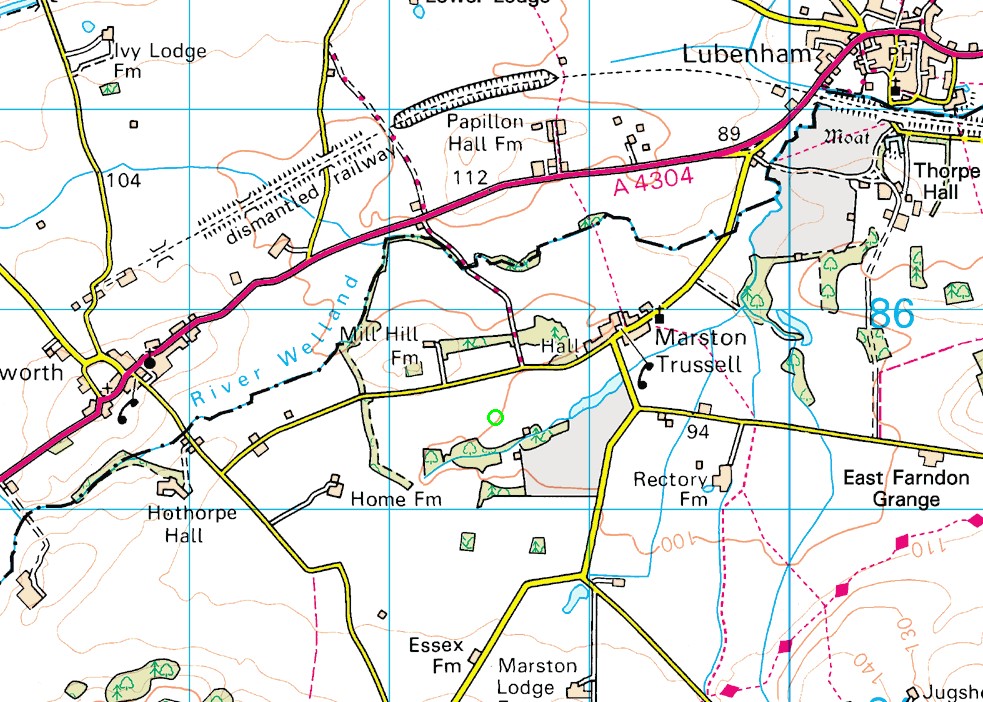 Lower Lodge
Ivy Lodge
Fm
Lubenham
PH
Papillon
Hall Fm
89
Moat
104
112
A 4304
Thorpe
Hall
dismantled railway
86
River Welland
Mill Hill
Fm
Hall
Marston
Trussell
worth
94
Rectory
Fm
East Farndon
Grange
Home Fm
Hothorpe
Hall
100
110
130
140
Essex
Fm
Marston
Lodge